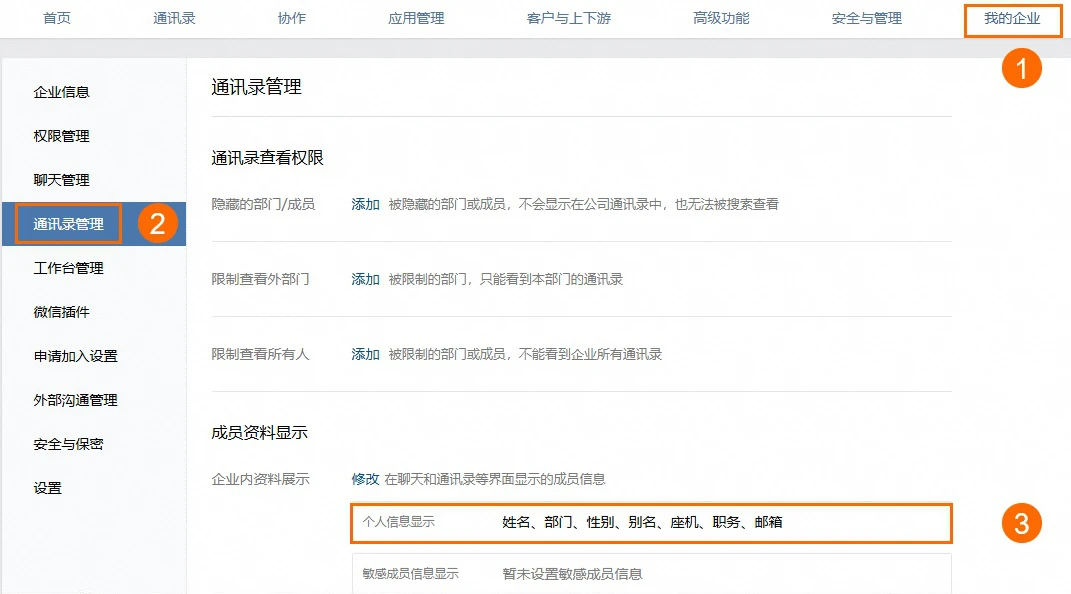 首页 通讯录 协作 应用管理 客户与上下游 高级功能 安全与管理 我的企业
1
企业信息
权限管理
聊天管理
通讯录管理 2
工作台管理
微信插件
申请加入设置
外部沟通管理
安全与保密
设置
通讯录管理
通讯录查看权限
隐藏的部门/成员 添加 被隐藏的部门或成员，不会显示在公司通讯录中，也无法被搜索查看
限制查看外部门 添加 被限制的部门，只能看到本部门的通讯录
限制查看所有人 添加 被限制的部门或成员，不能看到企业所有通讯录
成员资料显示
企业内资料展示 修改 在聊天和通讯录等界面显示的成员信息
个人信息显示 姓名、部门、性别、别名、座机、职务、邮箱 3
敏感成员信息显示 暂未设置敏感成员信息